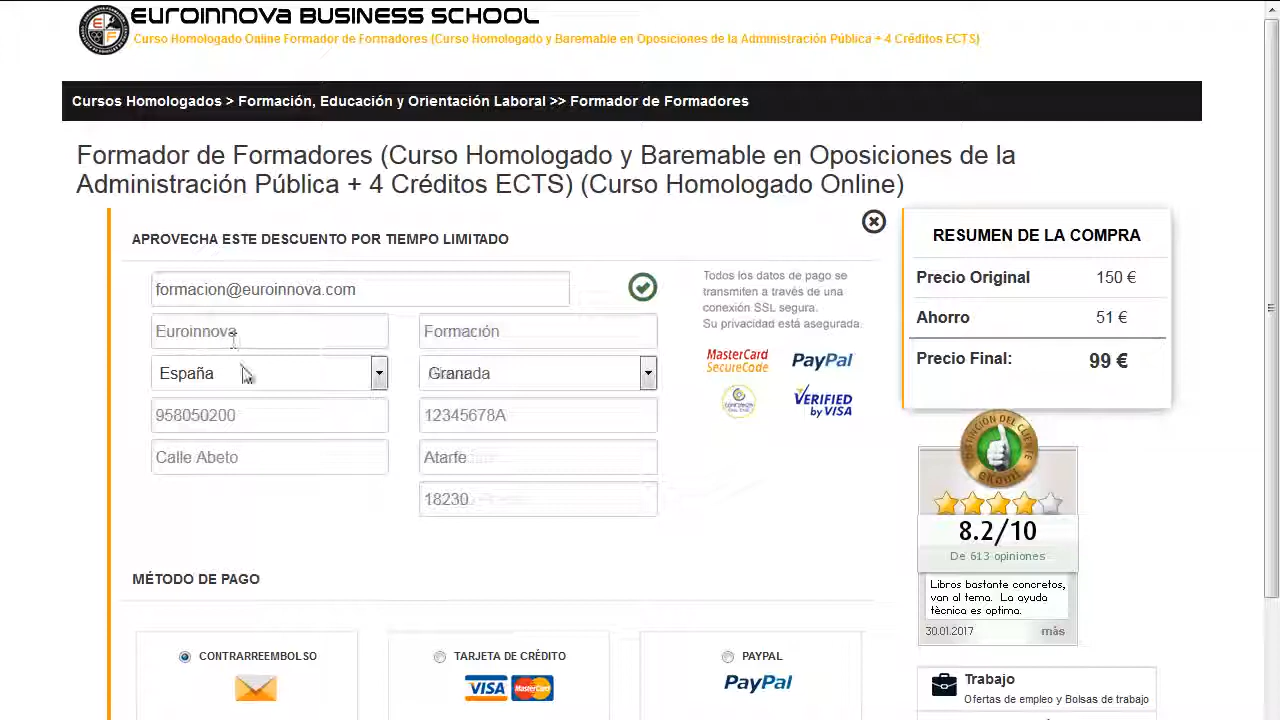 EUROINNOVA BUSINESS SCHOOL
Curso Homologado Online Formador de Formadores (Curso Homologado y Baremable en Oposiciones de la Administración Pública + 4 Créditos ECTS)
Cursos Homologados > Formación, Educación y Orientación Laboral >> Formador de Formadores
Formador de Formadores (Curso Homologado y Baremable en Oposiciones de la
Administración Pública + 4 Créditos ECTS) (Curso Homologado Online)
APROVECHA ESTE DESCUENTO POR TIEMPO LIMITADO
formacion@euroinnova.com
Euroinnova
Formación
España
Granada
958050200
12345678A
Calle Abeto
Atarfe
18230
Todos los datos de pago se
transmiten a través de una
conexión SSL segura.
Su privacidad está asegurada.
MasterCard
SecureCode
PayPal
VERIFIED
by VISA
RESUMEN DE LA COMPRA
Precio Original 150 €
Ahorro 51 €
Precio Final: 99 €
DISTINCIÓN DEL CLIENTE
eKomi
8.2/10
De 613 opiniones
Libros bastante concretos,
van al tema. La ayuda
tècnica es optima.
30.01.2017 más
Trabajo
Ofertas de empleo y Bolsas de trabajo
MÉTODO DE PAGO
CONTRARREEMBOLSO
TARJETA DE CRÉDITO
VISA MasterCard
PAYPAL
PayPal